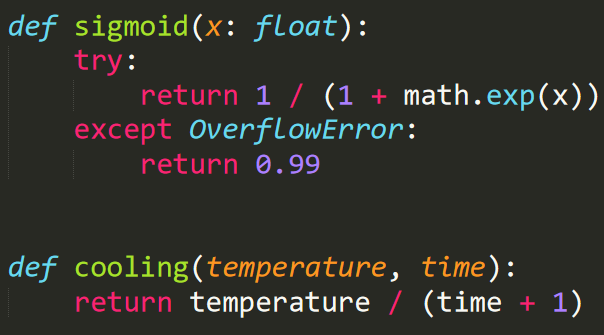 def sigmoid(x: float):
    try:
        return 1 / (1 + math.exp(x))
    except OverflowError:
        return 0.99
def cooling(temperature, time):
    return temperature / (time + 1)